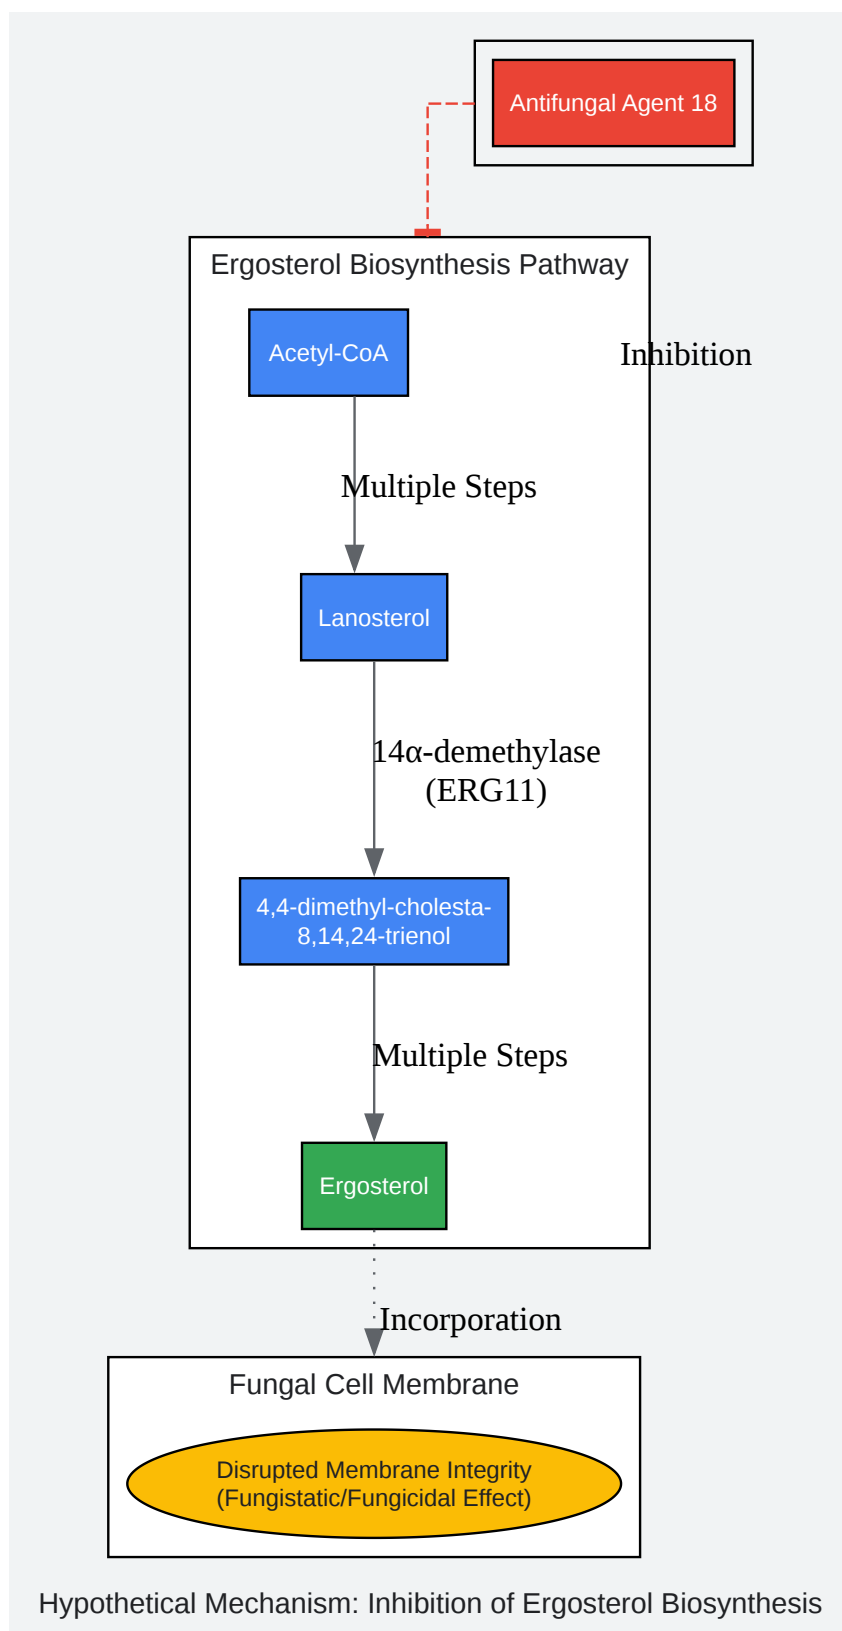 Antifungal Agent 18
Ergosterol Biosynthesis Pathway
Acetyl-CoA
Inhibition
Multiple Steps
Lanosterol
14α-demethylase
(ERG11)
4,4-dimethyl-cholesta-
8,14,24-trienol
Multiple Steps
Ergosterol
Incorporation
Fungal Cell Membrane
Disrupted Membrane Integrity
(Fungistatic/Fungicidal Effect)
Hypothetical Mechanism: Inhibition of Ergosterol Biosynthesis